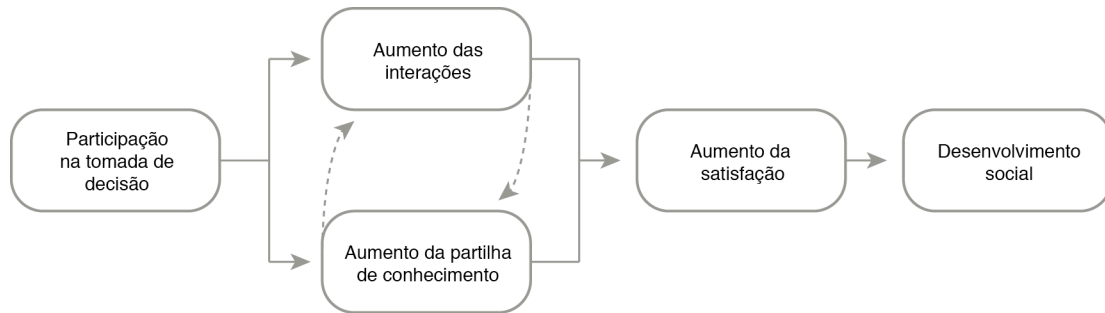 Participação
na tomada de
decisão
Aumento das
interações
Aumento da partilha
de conhecimento
Aumento da
satisfação
Desenvolvimento
social